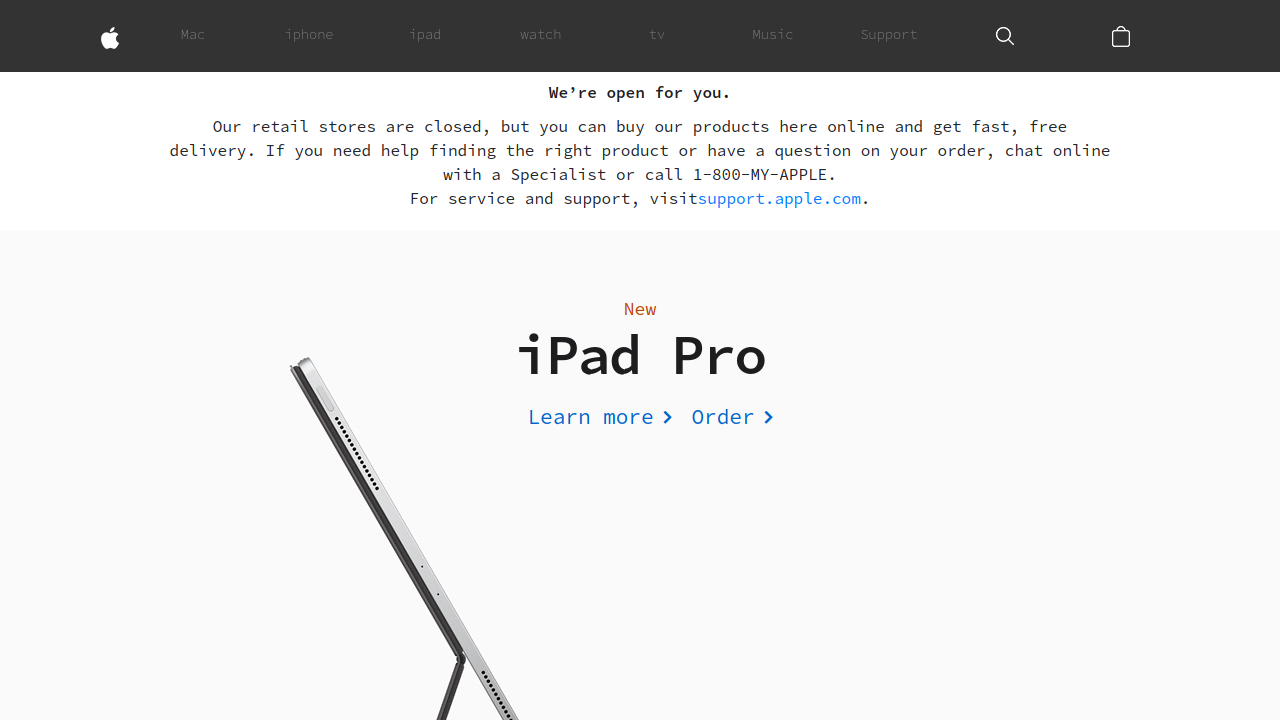 Mac iphone ipad watch tv Music Support
We’re open for you.
Our retail stores are closed, but you can buy our products here online and get fast, free
delivery. If you need help finding the right product or have a question on your order, chat online
with a Specialist or call 1-800-MY-APPLE.
For service and support, visitsupport.apple.com.
New
iPad Pro
Learn more Order